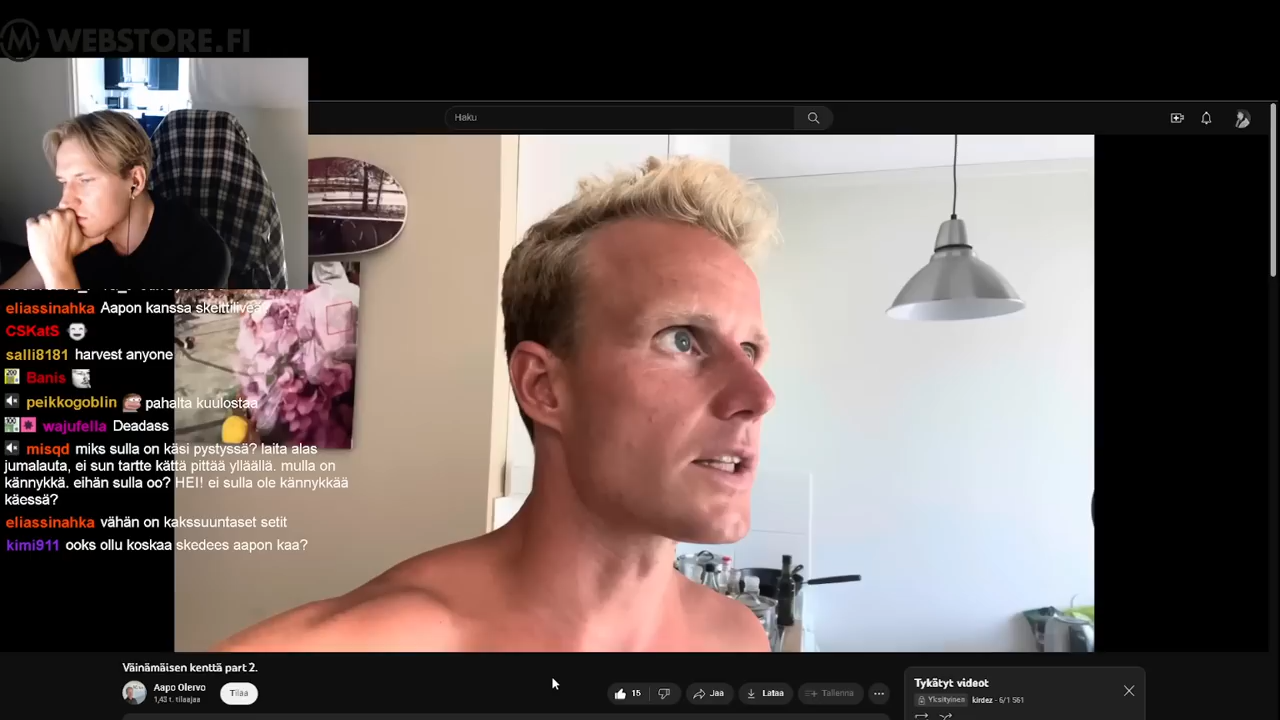 WEBSTORE.FI
Haku
eliassinahka Aapon kanssa skeittiliveä
CSKatS
salli8181 harvest anyone
Banis
peikkogoblin pahalta kuulostaa
wajufella Deadass
misqd miks sulla on käsi pystyssä? laita alas
jumalauta, ei sun tartte kättä pittää ylläällä. mulla on
kännykkä. eihän sulla oo? HEI! ei sulla ole kännykkää
käessä?
eliassinahka vähän on kakssuuntaset setit
kimi911 ooks ollu koskaa skedees aapon kaa?
Väinämäisen kenttä part 2.
Aapo Olervo
1,43 t. tilaajaa
Tilaa
15
Jaa
Lataa
Tallenna
Tykätyt videot
Yksityinen kirdez - 6/1 561